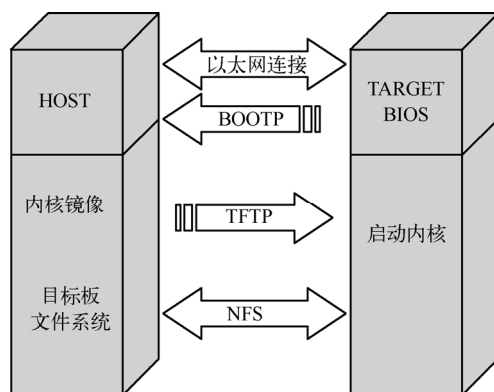 以太网连接
HOST
TARGET
BIOS
BOOTP
内核镜像
TFTP
启动内核
目标板
文件系统
NFS